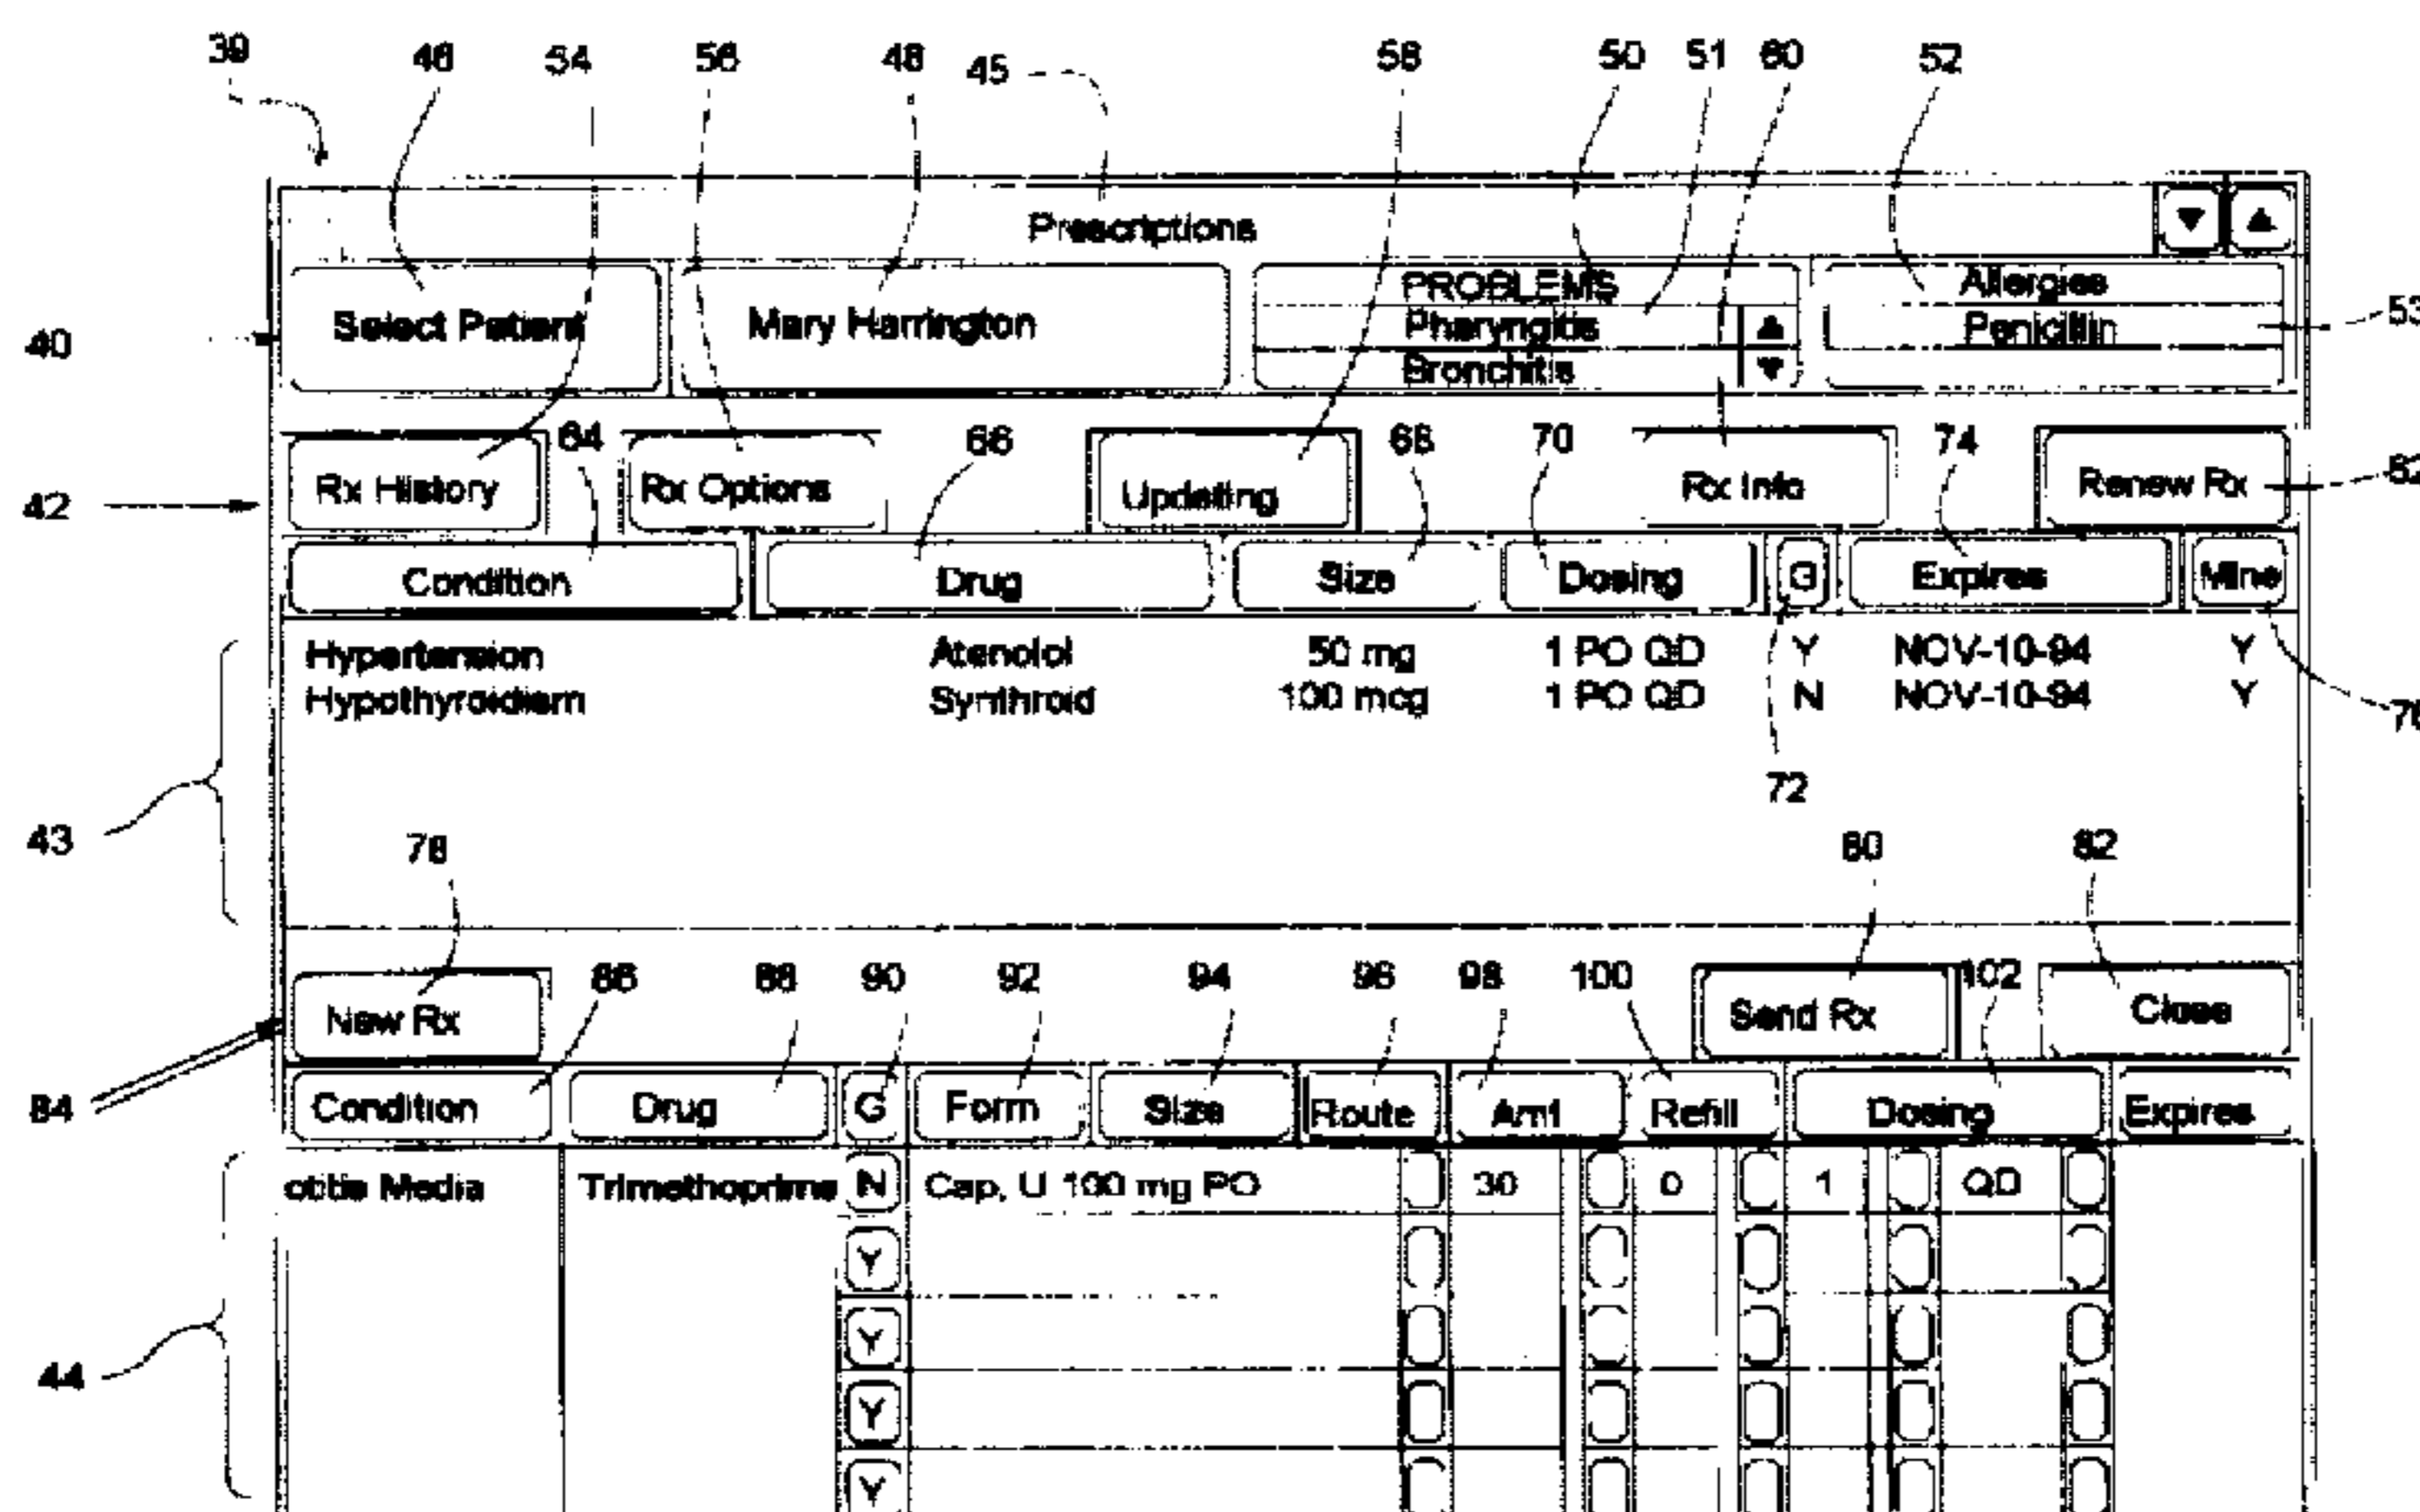 39 46 54 56 48 45 58 50 51 60 52
Prescriptions
Select Patient Mary Harrington PROBLEMS Allergies
40 Pharyngitis Penicillin 53
Bronchitis
64 66 68 70 74
42 Rx History Rx Options Updating Rx Info Renew Rx
Condition Drug Size Dosing G Expires Mine
Hypertension Atenolol 50 mg 1 PO QD Y NOV-10-94 Y
Hypothyroidism Synthroid 100 mcg 1 PO QD N NOV-10-94 Y
72
43 78 80 82
86 88 90 92 94 96 98 100 102
New Rx Send Rx Close
84 Condition Drug G Form Size Route Amt Refill Dosing Expires
otitis Media Trimethoprime N Cap, U 100 mg PO 30 0 1 QD
Y
Y
44
Y
Y